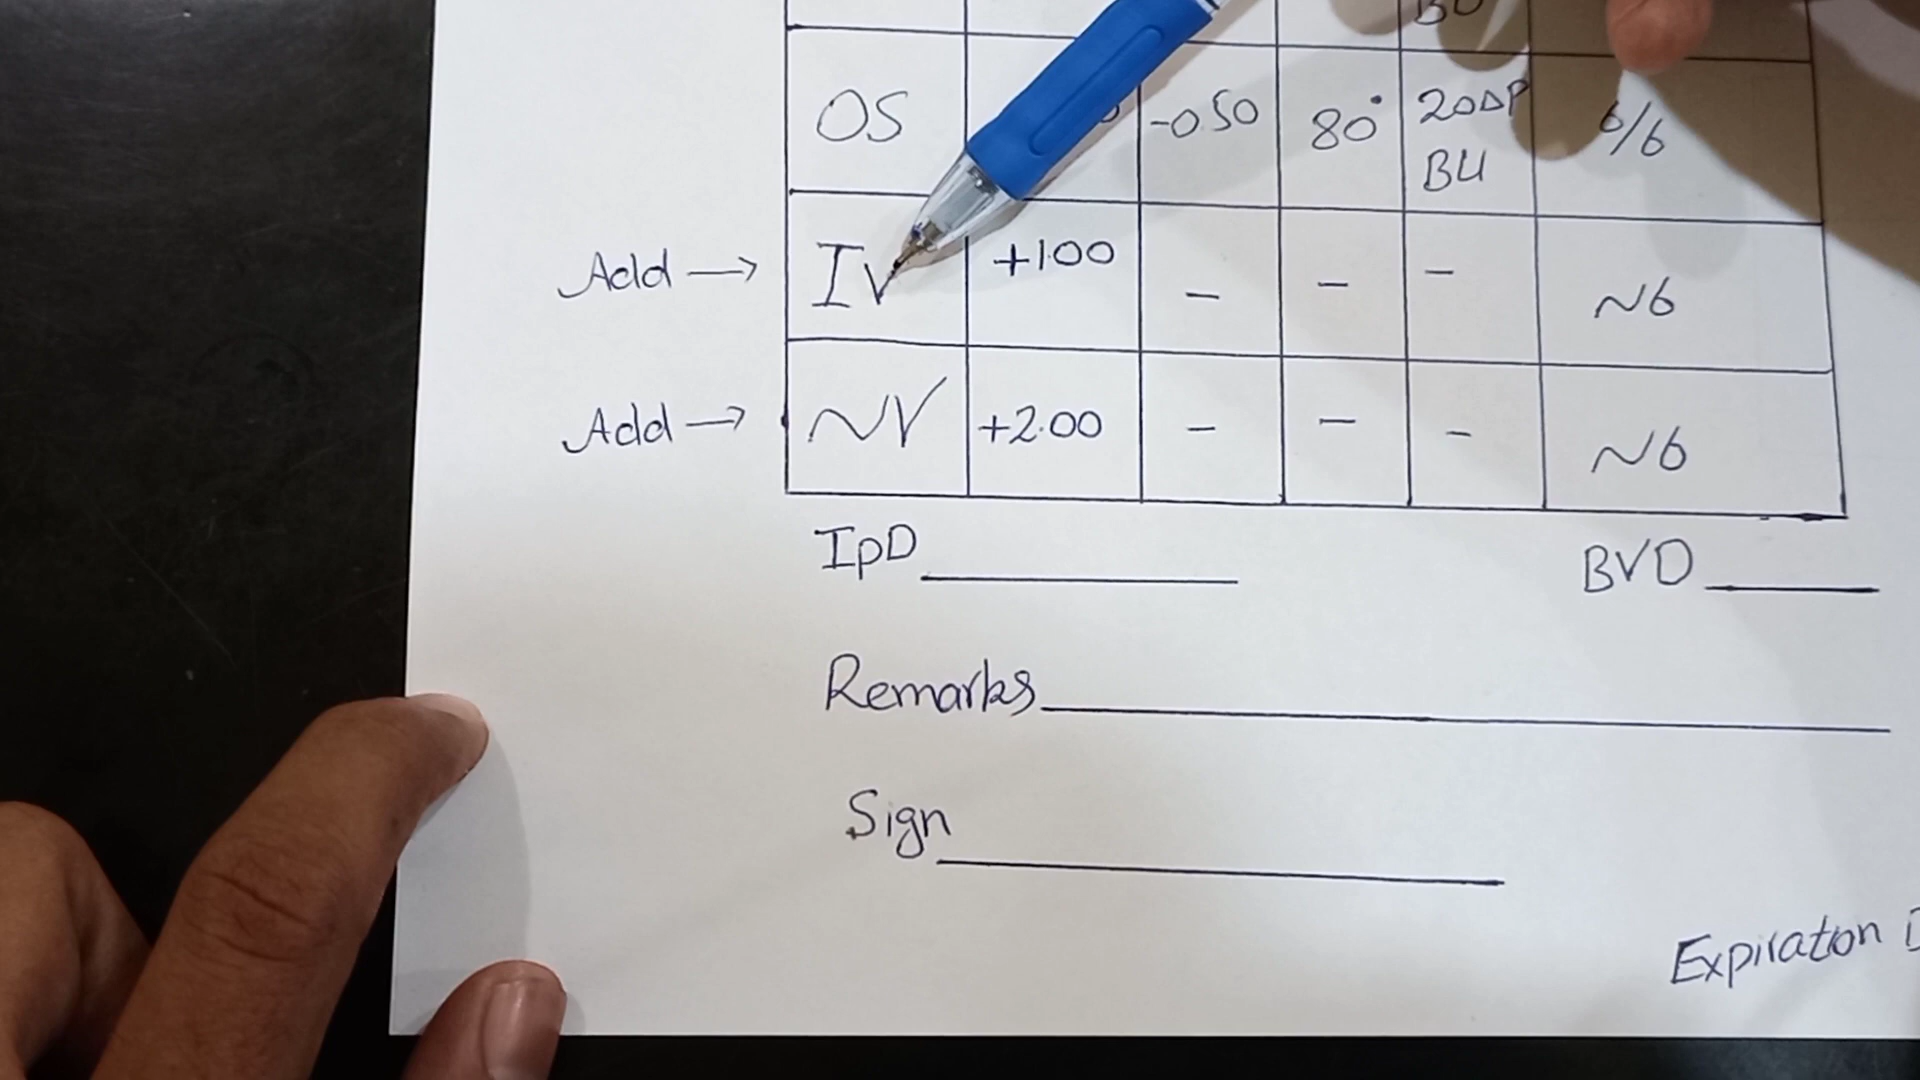 OS -0.50 80° 20ΔP 6/6
BU
Add → IV +1.00 - - - N6
Add → NV +2.00 - - - N6
IPD BVD
Remarks
Sign
Expiration